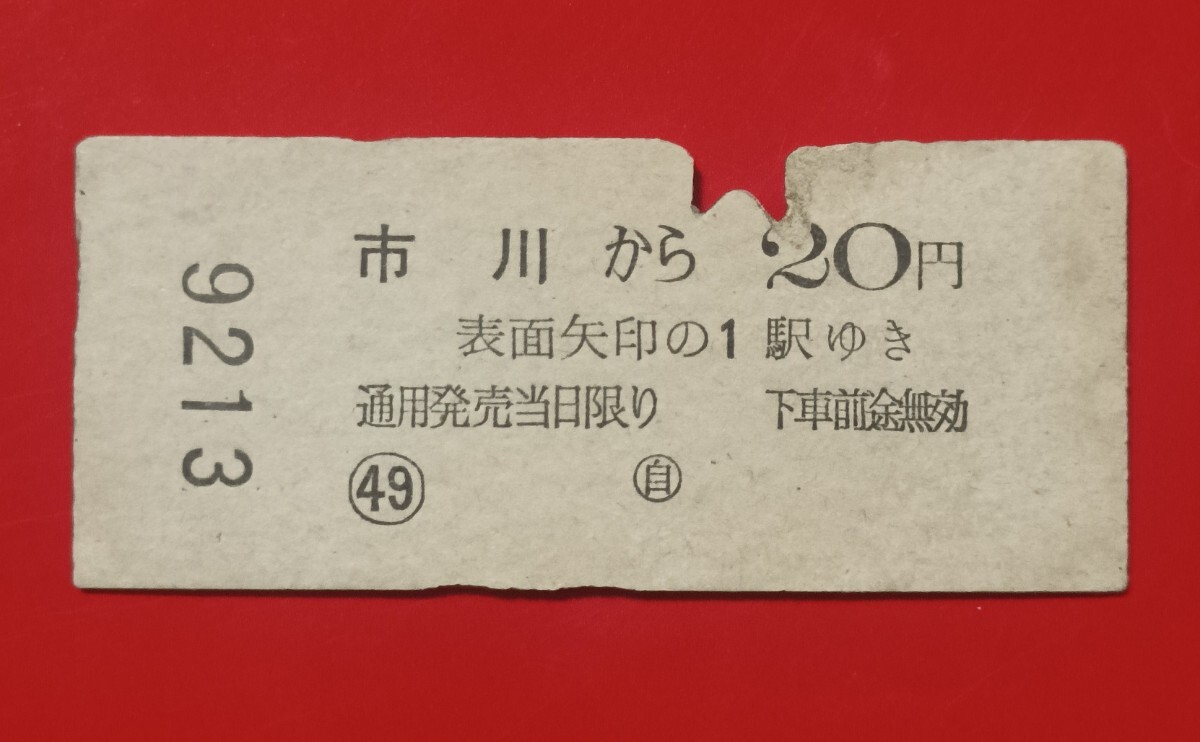 9213
市川から 20円
表面矢印の1駅ゆき
通用発売当日限り 下車前途無効
㊾ 自